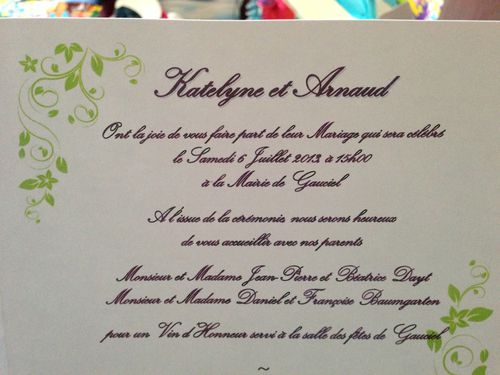 Katelyne et Arnaud
Ont la joie de vous faire part de leur Mariage qui sera célébrs
le Samedi 6 Juillet 2013, à 15h00
à la Mairie de Gauciel
A l'issue de la cérémonie, nous serons heureux
de vous accueillir avec nos parents
Monsieur et Madame Jean-Pierre et Béatrice Dayt
Monsieur et Madame Daniel et Françoise Baumgarten
pour un Vin d'Honneur servi à la salle des fêtes de Gauciel
~